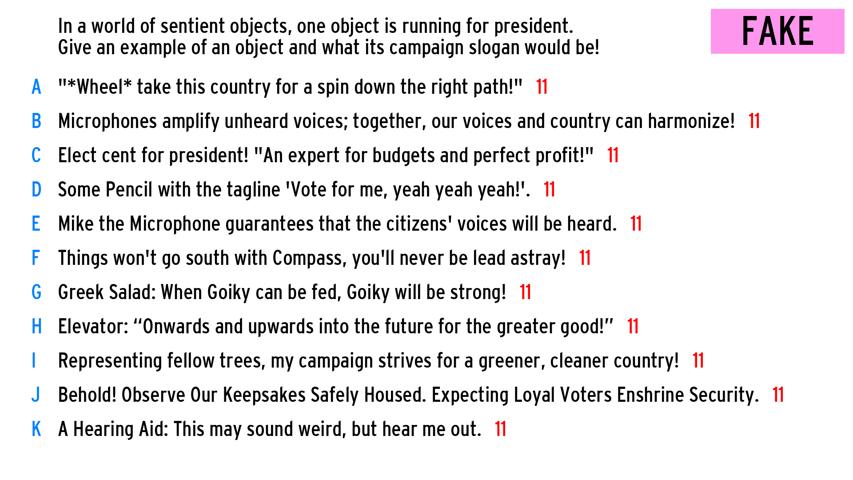 In a world of sentient objects, one object is running for president.
Give an example of an object and what its campaign slogan would be!
FAKE
A "*Wheel* take this country for a spin down the right path!" 11
B Microphones amplify unheard voices; together, our voices and country can harmonize! 11
C Elect cent for president! "An expert for budgets and perfect profit!" 11
D Some Pencil with the tagline 'Vote for me, yeah yeah yeah!'. 11
E Mike the Microphone guarantees that the citizens' voices will be heard. 11
F Things won't go south with Compass, you'll never be lead astray! 11
G Greek Salad: When Goiky can be fed, Goiky will be strong! 11
H Elevator: “Onwards and upwards into the future for the greater good!” 11
I Representing fellow trees, my campaign strives for a greener, cleaner country! 11
J Behold! Observe Our Keepsakes Safely Housed. Expecting Loyal Voters Enshrine Security. 11
K A Hearing Aid: This may sound weird, but hear me out. 11